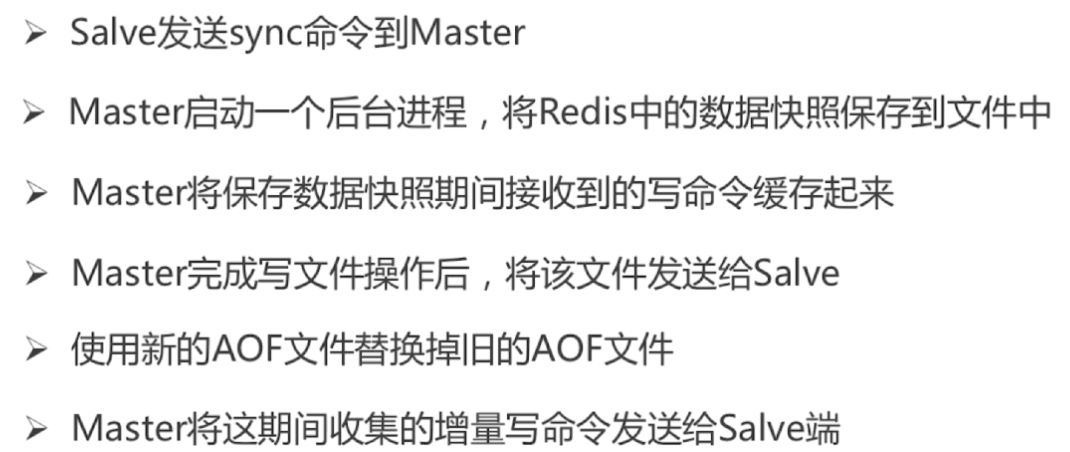 ➢ Salve发送sync命令到Master
➢ Master启动一个后台进程，将Redis中的数据快照保存到文件中
➢ Master将保存数据快照期间接收到的写命令缓存起来
➢ Master完成写文件操作后，将该文件发送给Salve
➢ 使用新的AOF文件替换掉旧的AOF文件
➢ Master将这期间收集的增量写命令发送给Salve端